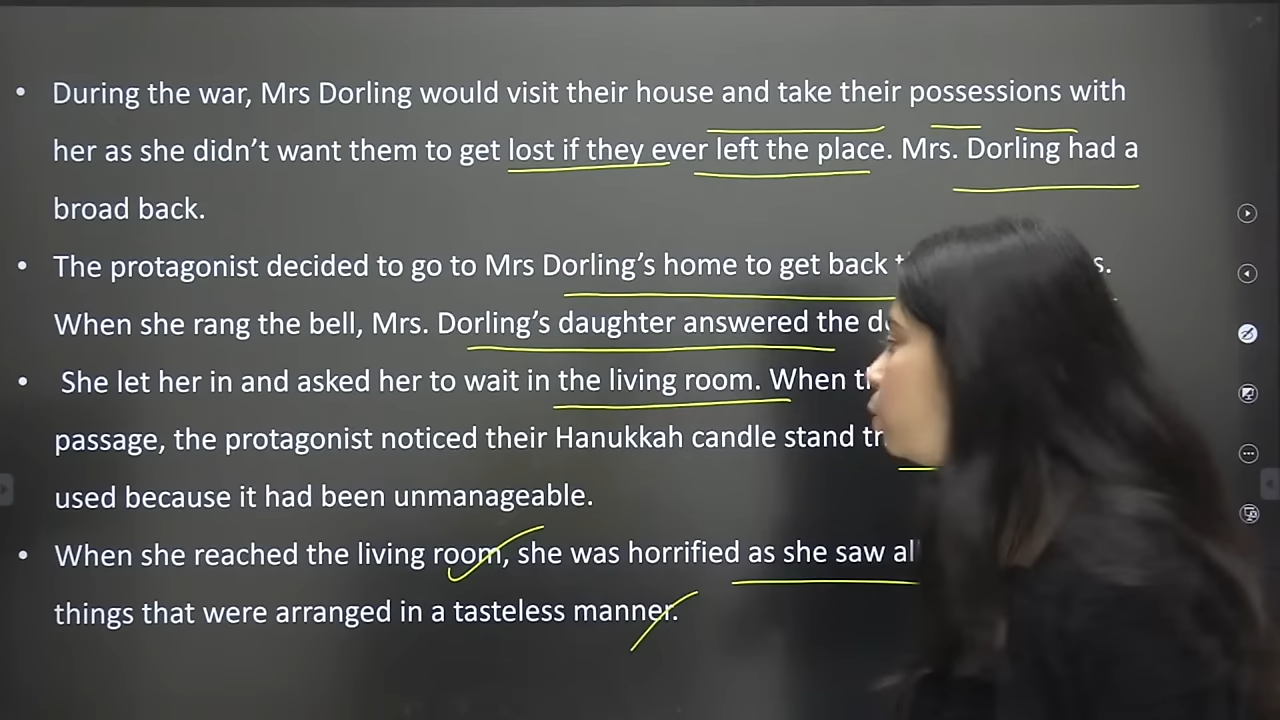 • During the war, Mrs Dorling would visit their house and take their possessions with
her as she didn't want them to get lost if they ever left the place. Mrs. Dorling had a
broad back.
• The protagonist decided to go to Mrs Dorling's home to get back
When she rang the bell, Mrs. Dorling's daughter answered the
• She let her in and asked her to wait in the living room. When
passage, the protagonist noticed their Hanukkah candle stand
used because it had been unmanageable.
• When she reached the living room, she was horrified as she saw
things that were arranged in a tasteless manner.